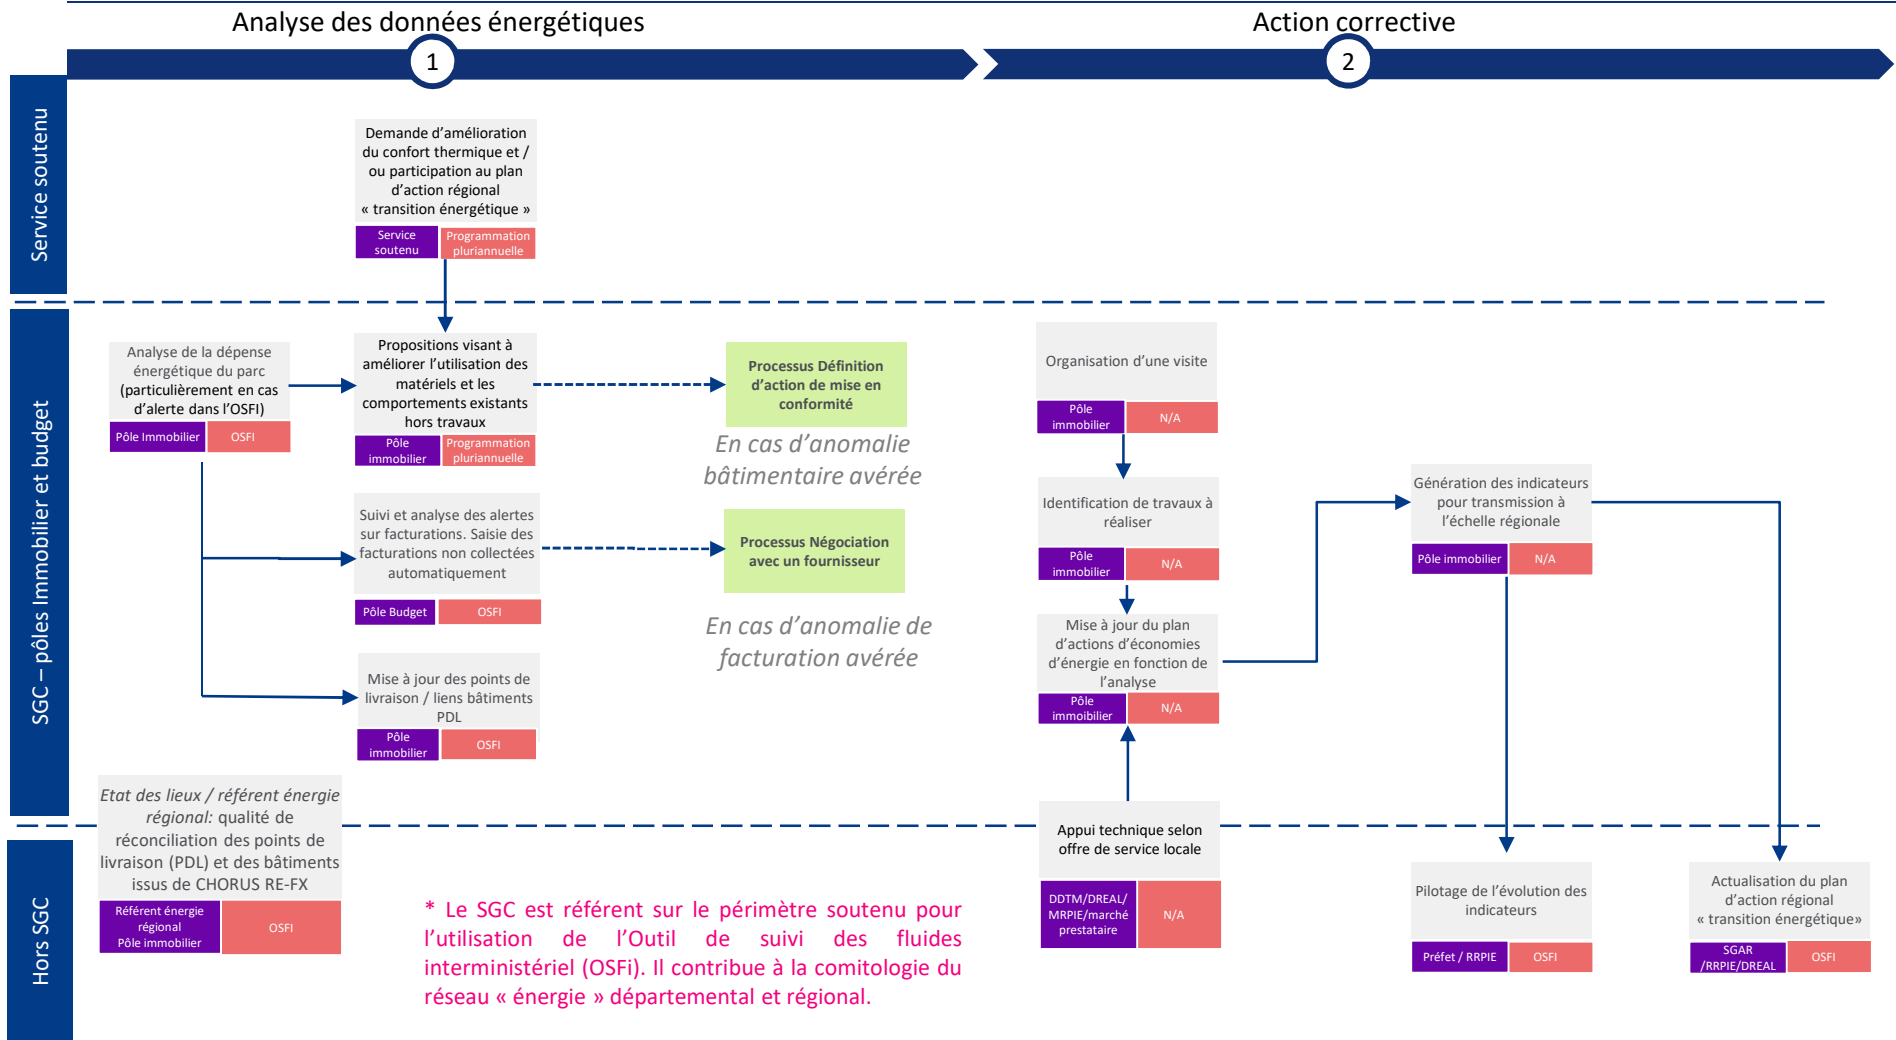 Analyse des données énergétiques
Action corrective
1
2
Service soutenu
Demande d’amélioration
du confort thermique et /
ou participation au plan
d’action régional
« transition énergétique »
Service
soutenu
Programmation
pluriannuelle
SGC – pôles Immobilier et budget
Analyse de la dépense
énergétique du parc
(particulièrement en cas
d’alerte dans l’OSFI)
Pôle Immobilier
OSFI
Propositions visant à
améliorer l’utilisation des
matériels et les
comportements existants
hors travaux
Pôle
immobilier
Programmation
pluriannuelle
Processus Définition
d’action de mise en
conformité
En cas d’anomalie
bâtimentaire avérée
Suivi et analyse des alertes
sur facturations. Saisie des
facturations non collectées
automatiquement
Pôle Budget
OSFI
Processus Négociation
avec un fournisseur
En cas d’anomalie de
facturation avérée
Mise à jour des points de
livraison / liens bâtiments
PDL
Pôle
immobilier
OSFI
Organisation d’une visite
Pôle
immobilier
N/A
Identification de travaux à
réaliser
Pôle
immobilier
N/A
Mise à jour du plan
d’actions d’économies
d’énergie en fonction de
l’analyse
Pôle
immobilier
N/A
Génération des indicateurs
pour transmission à
l’échelle régionale
Pôle immobilier
N/A
Hors SGC
Etat des lieux / référent énergie
régional: qualité de
réconciliation des points de
livraison (PDL) et des bâtiments
issus de CHORUS RE-FX
Référent énergie
régional
Pôle immobilier
OSFI
* Le SGC est référent sur le périmètre soutenu pour
l’utilisation de l’Outil de suivi des fluides
interministériel (OSFi). Il contribue à la comitologie du
réseau « énergie » départemental et régional.
Appui technique selon
offre de service locale
DDTM/DREAL/
MRPIE/marché
prestataire
N/A
Pilotage de l’évolution des
indicateurs
Préfet / RRPIE
OSFI
Actualisation du plan
d’action régional
« transition énergétique»
SGAR
/RRPIE/DREAL
OSFI